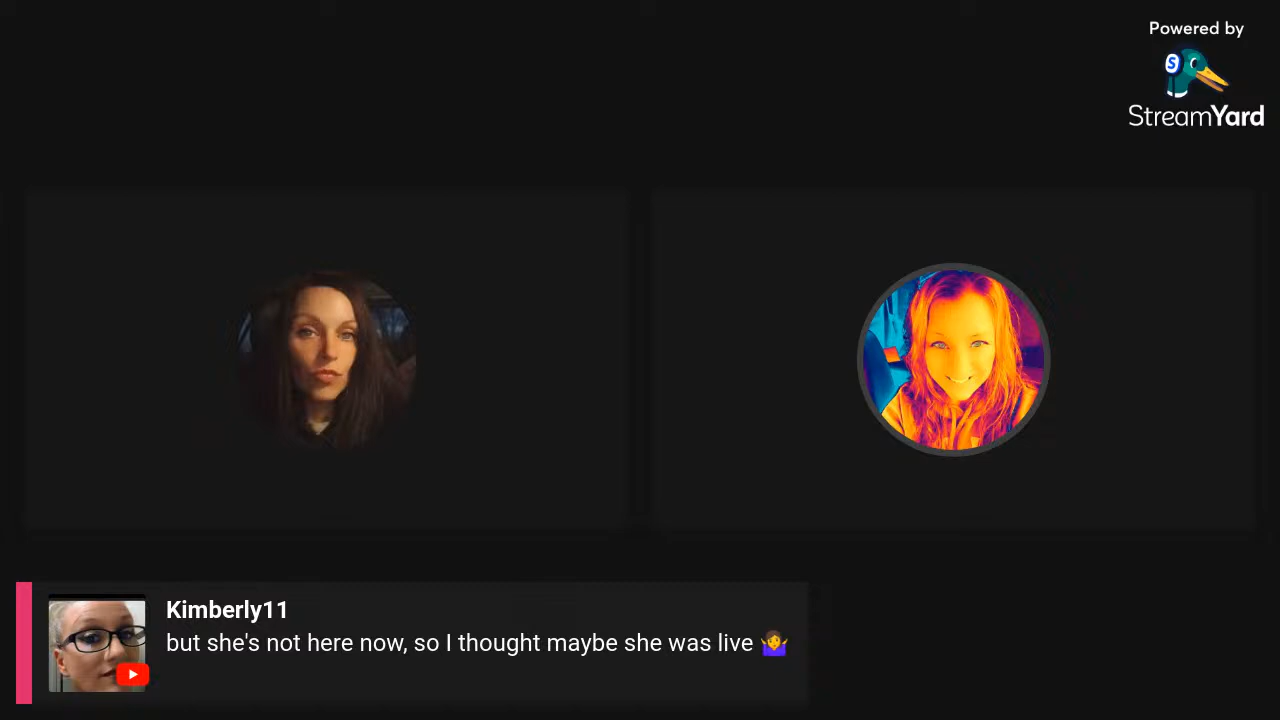 Powered by
StreamYard
Kimberly11
but she's not here now, so I thought maybe she was live 🤷‍♀️